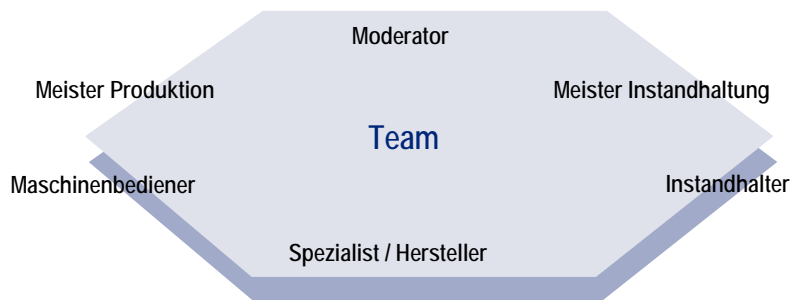 Moderator
Meister Produktion
Meister Instandhaltung
Team
Maschinenbediener
Instandhalter
Spezialist / Hersteller